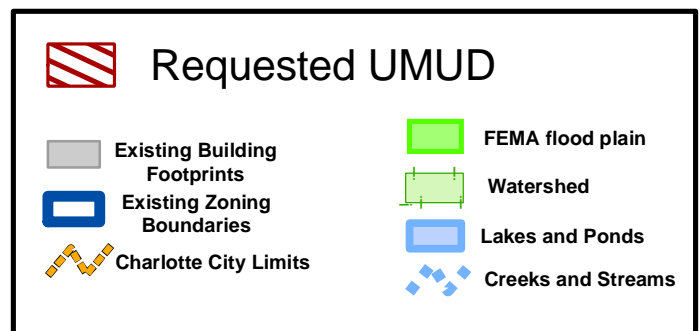 Requested UMUD
Existing Building
Footprints
Existing Zoning
Boundaries
Charlotte City Limits
FEMA flood plain
Watershed
Lakes and Ponds
Creeks and Streams